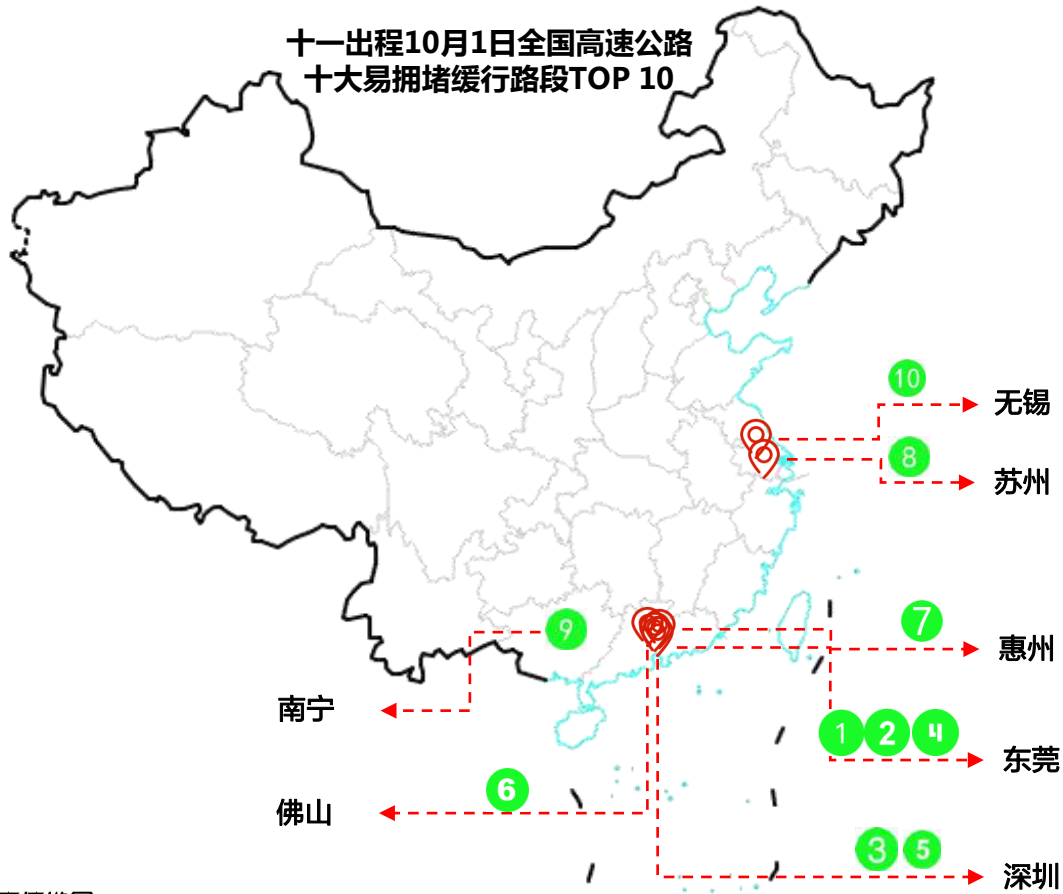 十一出程10月1日全国高速公路
十大易拥堵缓行路段TOP 10
10
无锡
8
苏州
9
7
惠州
南宁
1 2 4
东莞
6
佛山
3 5
深圳